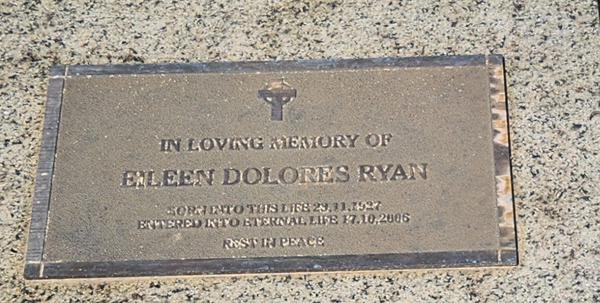 IN LOVING MEMORY OF
EILEEN DOLORES RYAN
BORN INTO THIS LIFE 29.11.1927
ENTERED INTO ETERNAL LIFE 17.10.2006
REST IN PEACE